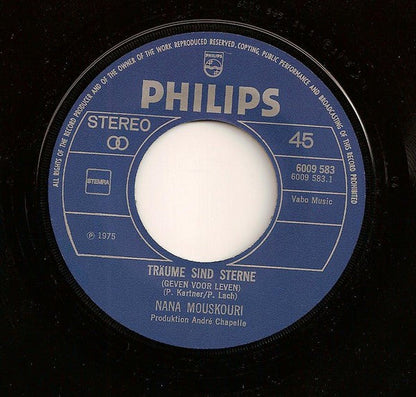 ALL RIGHTS OF THE RECORD PRODUCER AND OF THE OWNER OF THE WORK REPRODUCED RESERVED, COPYING, PUBLIC PERFORMANCE AND BROADCASTING OF THIS RECORD PROHIBITED
PHILIPS
PHILIPS
STEREO
45
6009 583
6009 583.1
STEMRA
Vabo Music
℗ 1975
TRÄUME SIND STERNE
(GEVEN VOOR LEVEN)
(P. Kartner/P. Lach)
NANA MOUSKOURI
Produktion André Chapelle